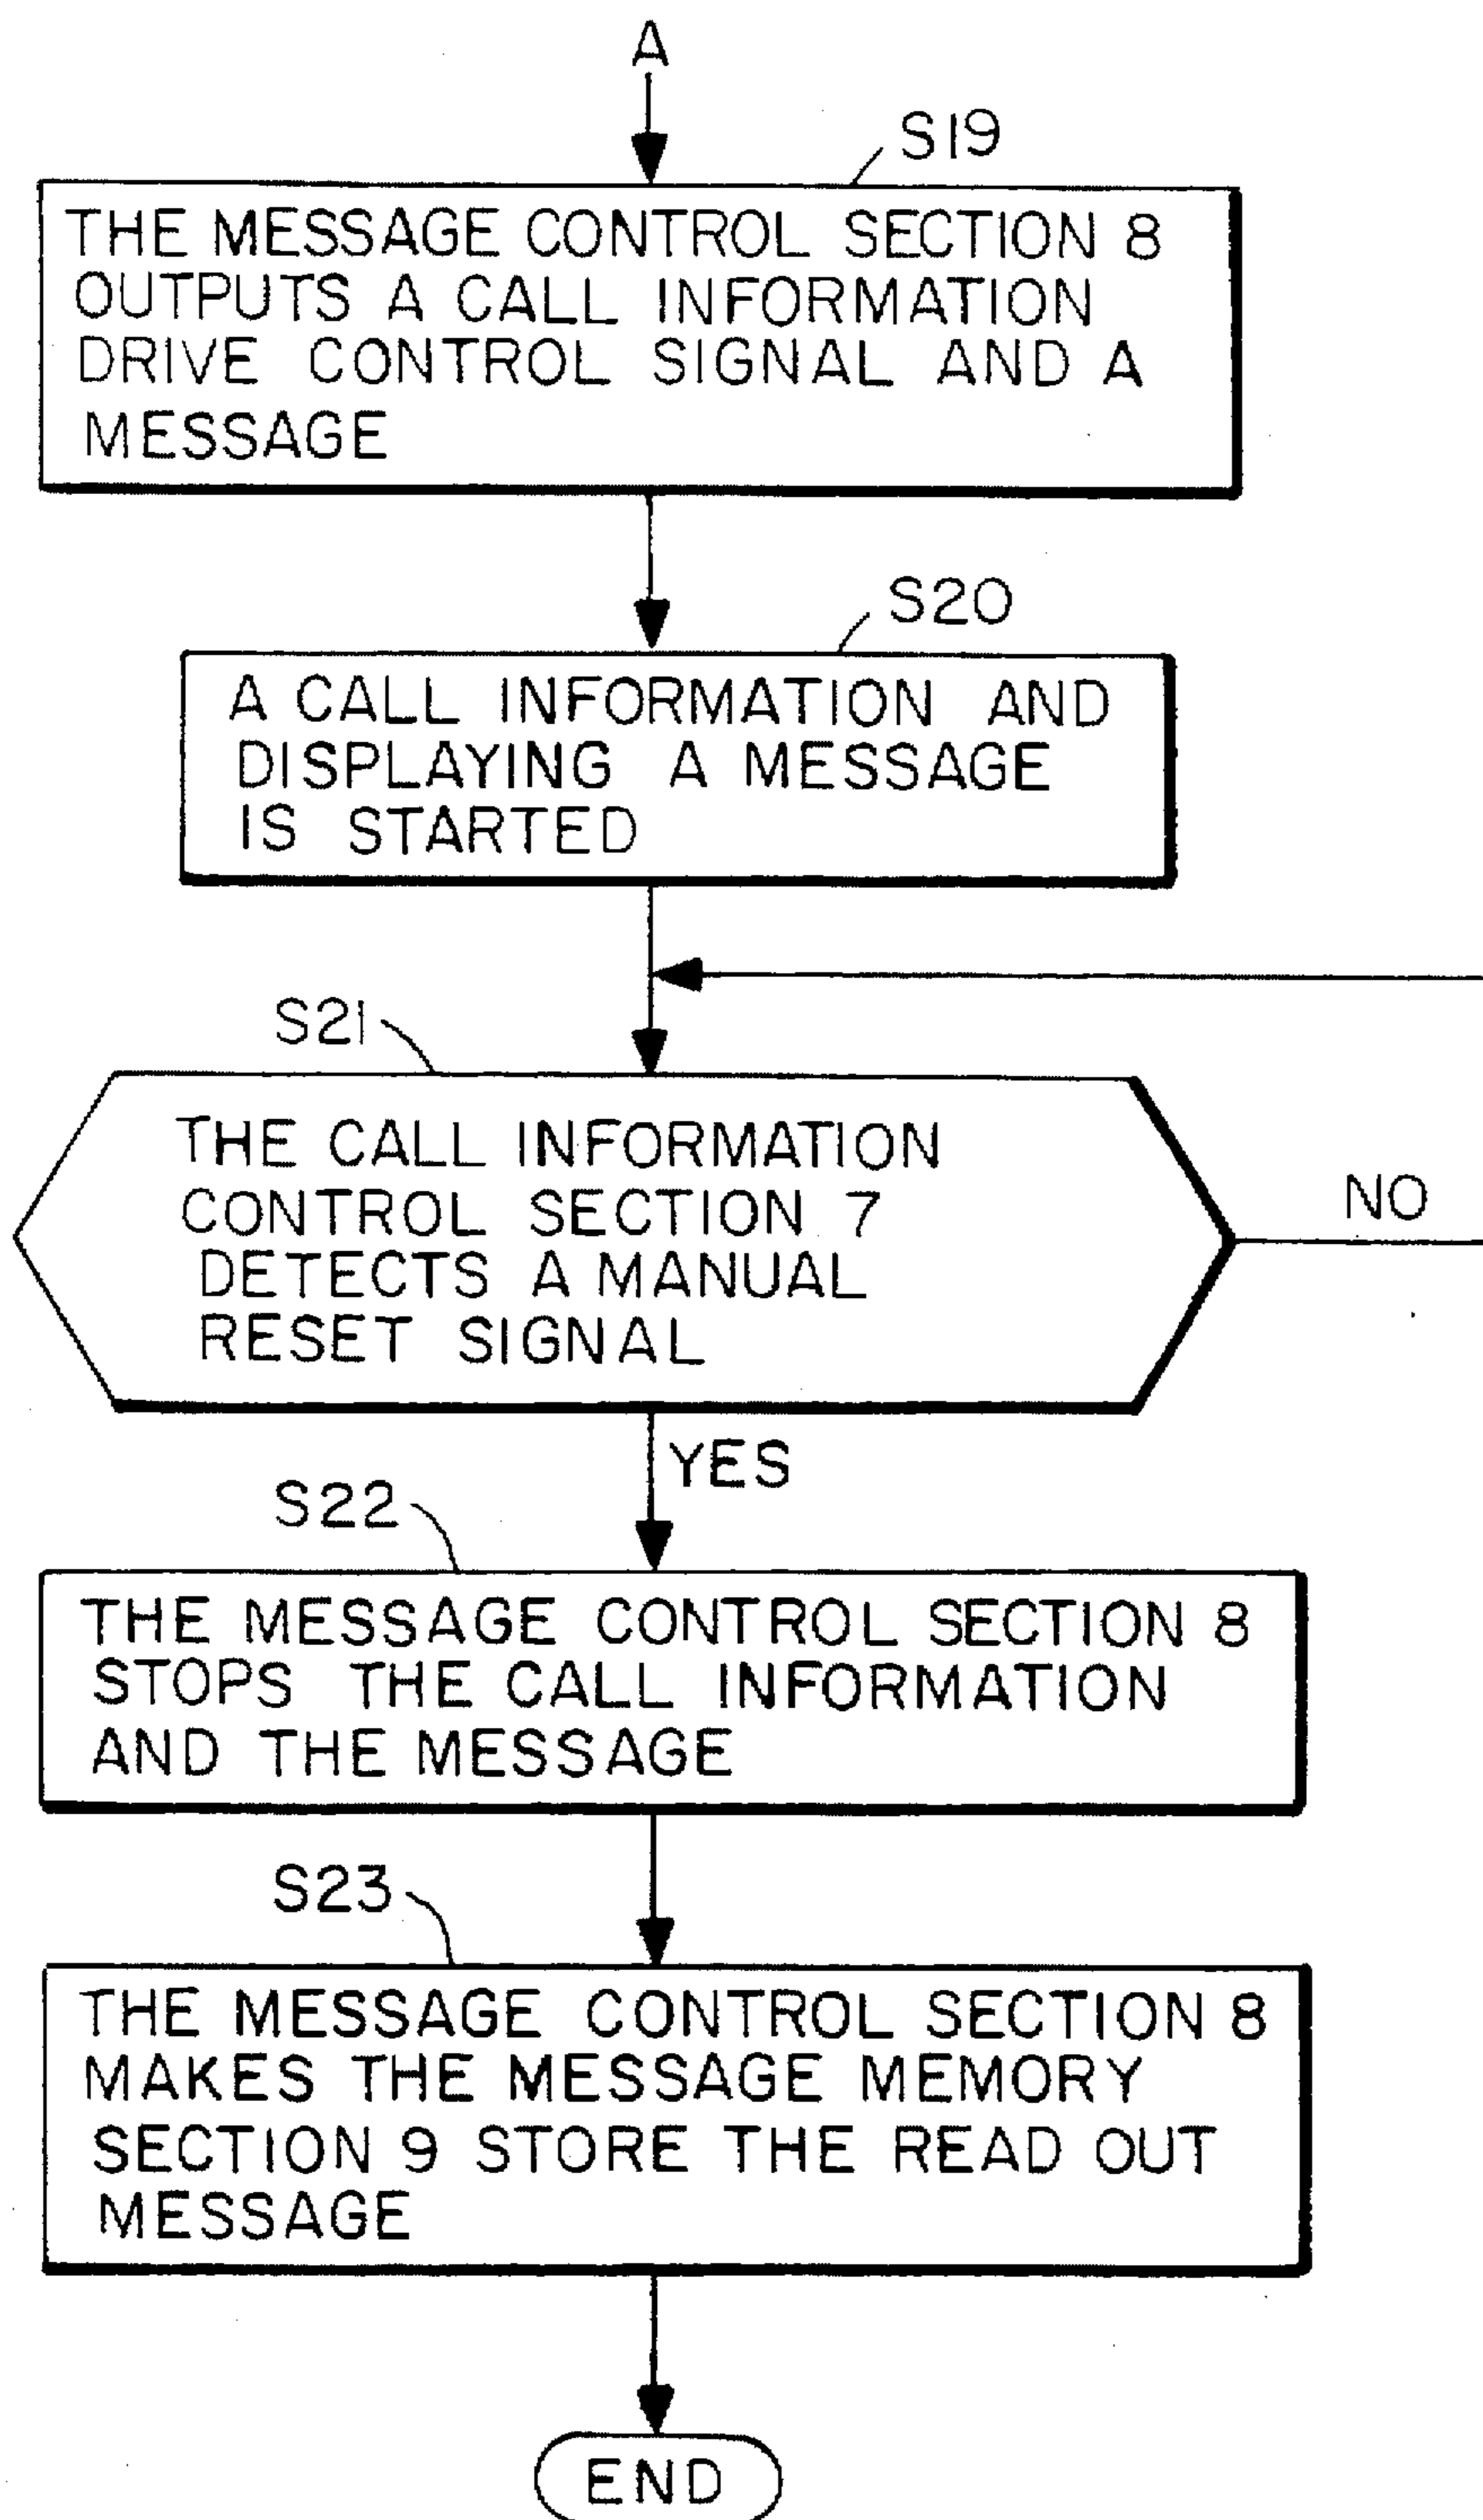 A
S19
THE MESSAGE CONTROL SECTION 8
OUTPUTS A CALL INFORMATION
DRIVE CONTROL SIGNAL AND A
MESSAGE
S20
A CALL INFORMATION AND
DISPLAYING A MESSAGE
IS STARTED
S21
THE CALL INFORMATION
CONTROL SECTION 7
DETECTS A MANUAL
RESET SIGNAL
NO
YES
S22
THE MESSAGE CONTROL SECTION 8
STOPS THE CALL INFORMATION
AND THE MESSAGE
S23
THE MESSAGE CONTROL SECTION 8
MAKES THE MESSAGE MEMORY
SECTION 9 STORE THE READ OUT
MESSAGE
END